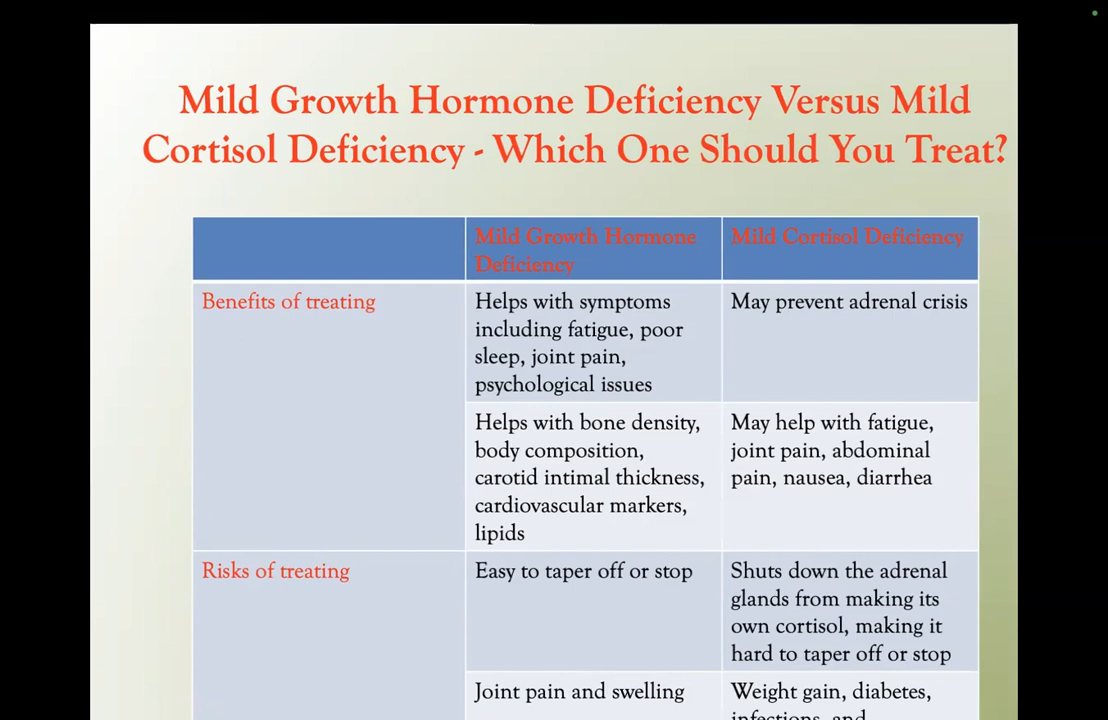 Mild Growth Hormone Deficiency Versus Mild
Cortisol Deficiency - Which One Should You Treat?
Mild Growth Hormone
Deficiency
Mild Cortisol Deficiency
Benefits of treating
Helps with symptoms
including fatigue, poor
sleep, joint pain,
psychological issues
May prevent adrenal crisis
Helps with bone density,
body composition,
carotid intimal thickness,
cardiovascular markers,
lipids
May help with fatigue,
joint pain, abdominal
pain, nausea, diarrhea
Risks of treating
Easy to taper off or stop
Shuts down the adrenal
glands from making its
own cortisol, making it
hard to taper off or stop
Joint pain and swelling
Weight gain, diabetes,
infections, and